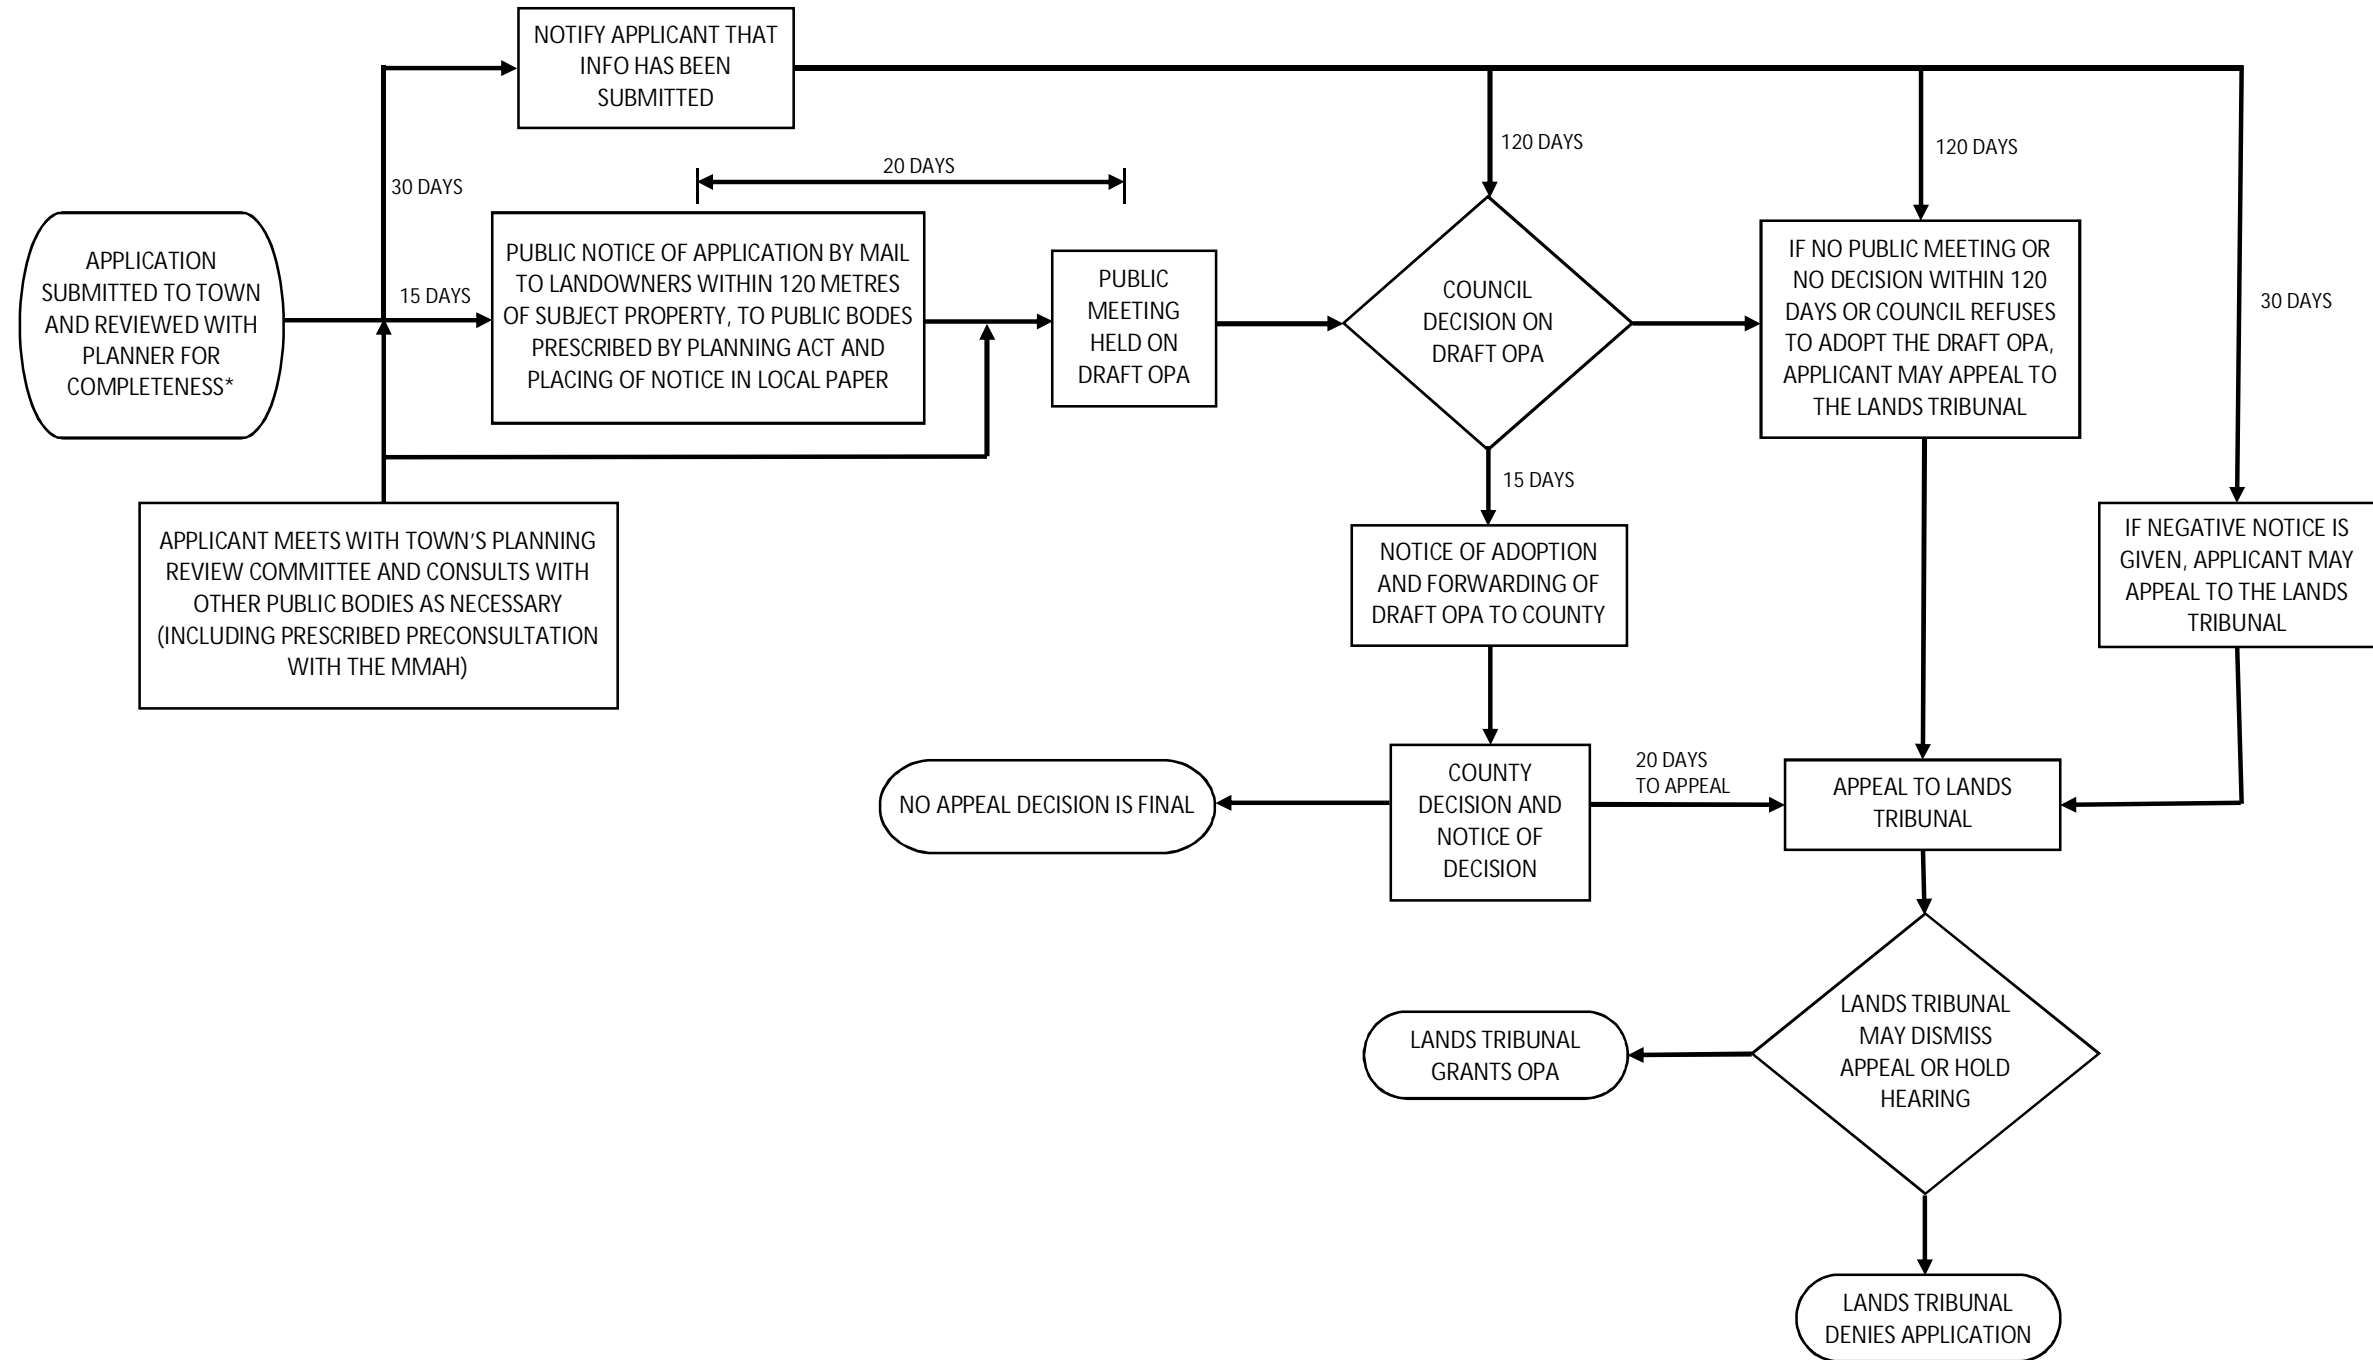 NOTIFY APPLICANT THAT
INFO HAS BEEN
SUBMITTED
30 DAYS
20 DAYS
120 DAYS
120 DAYS
30 DAYS
APPLICATION
SUBMITTED TO TOWN
AND REVIEWED WITH
PLANNER FOR
COMPLETENESS*
15 DAYS
PUBLIC NOTICE OF APPLICATION BY MAIL
TO LANDOWNERS WITHIN 120 METRES
OF SUBJECT PROPERTY, TO PUBLIC BODIES
PRESCRIBED BY PLANNING ACT AND
PLACING OF NOTICE IN LOCAL PAPER
PUBLIC
MEETING
HELD ON
DRAFT OPA
COUNCIL
DECISION ON
DRAFT OPA
IF NO PUBLIC MEETING OR
NO DECISION WITHIN 120
DAYS OR COUNCIL REFUSES
TO ADOPT THE DRAFT OPA,
APPLICANT MAY APPEAL TO
THE LANDS TRIBUNAL
15 DAYS
APPLICANT MEETS WITH TOWN'S PLANNING
REVIEW COMMITTEE AND CONSULTS WITH
OTHER PUBLIC BODIES AS NECESSARY
(INCLUDING PRESCRIBED PRECONSULTATION
WITH THE MMAH)
NOTICE OF ADOPTION
AND FORWARDING OF
DRAFT OPA TO COUNTY
IF NEGATIVE NOTICE IS
GIVEN, APPLICANT MAY
APPEAL TO THE LANDS
TRIBUNAL
NO APPEAL DECISION IS FINAL
COUNTY
DECISION AND
NOTICE OF
DECISION
20 DAYS
TO APPEAL
APPEAL TO LANDS
TRIBUNAL
LANDS TRIBUNAL
GRANTS OPA
LANDS TRIBUNAL
MAY DISMISS
APPEAL OR HOLD
HEARING
LANDS TRIBUNAL
DENIES APPLICATION